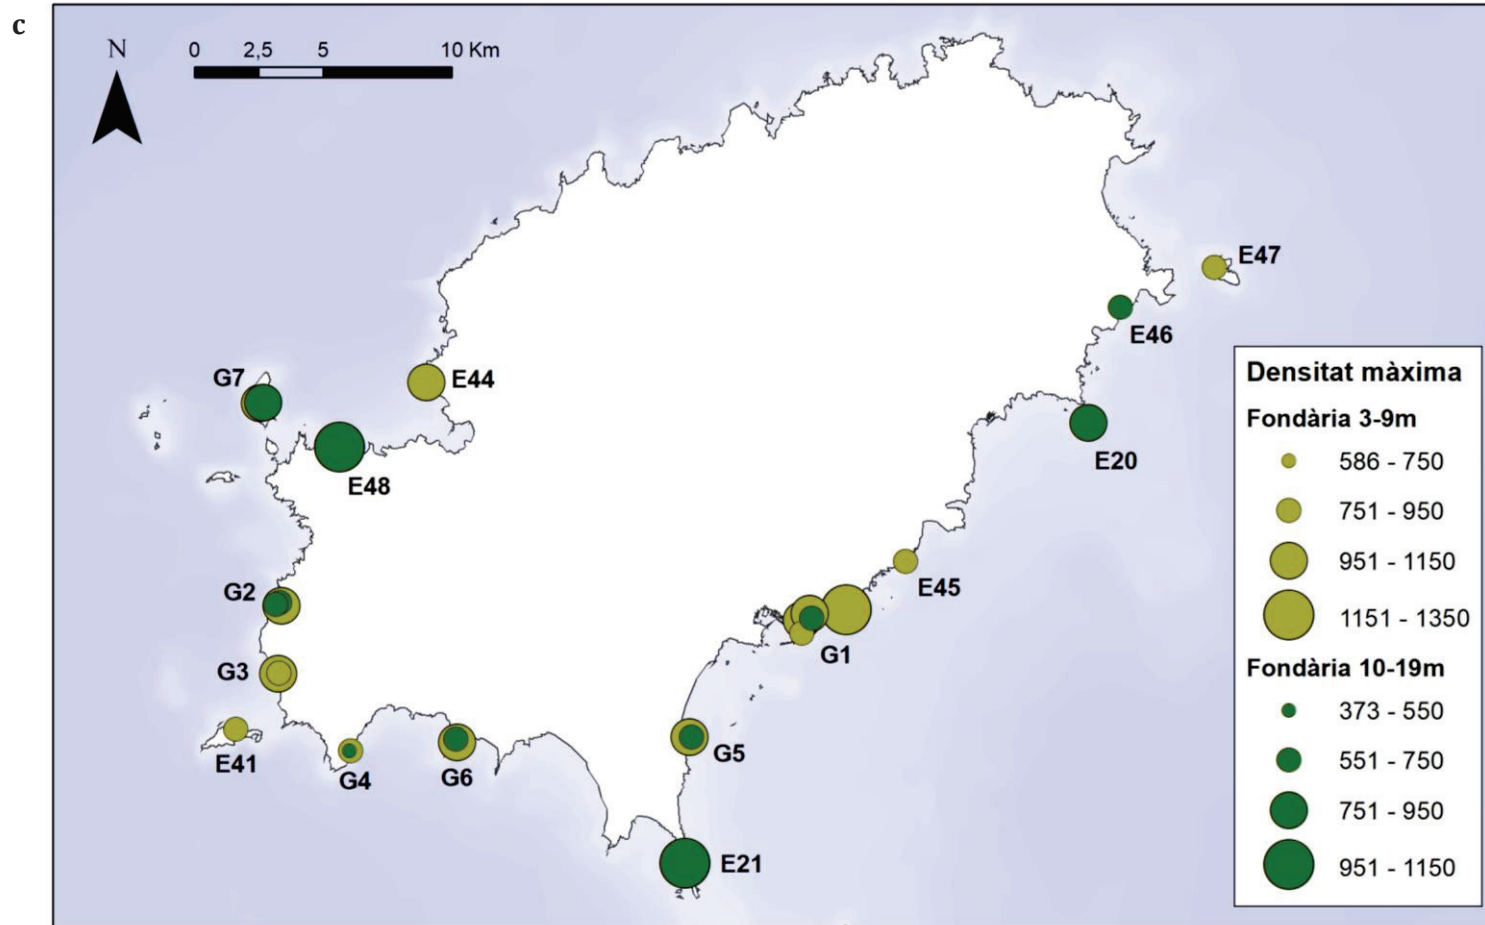 c
N
0 2,5 5 10 Km
E47
E46
G7
E44
E20
E48
E45
G2
G1
G3
G5
E41
G4
G6
E21
Densitat màxima
Fondària 3-9m
586 - 750
751 - 950
951 - 1150
1151 - 1350
Fondària 10-19m
373 - 550
551 - 750
751 - 950
951 - 1150